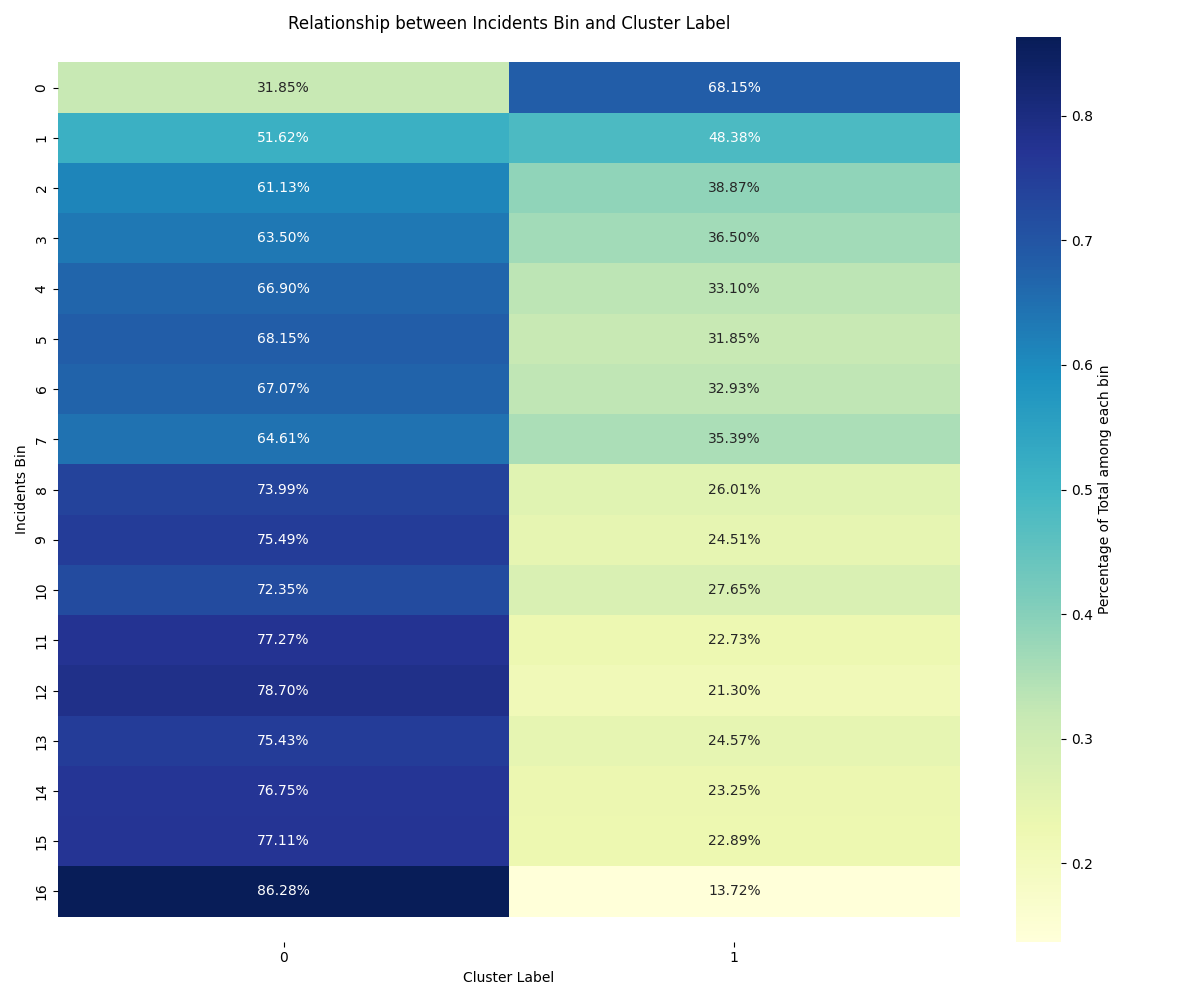 Relationship between Incidents Bin and Cluster Label
0 31.85% 68.15%
1 51.62% 48.38%
2 61.13% 38.87%
3 63.50% 36.50%
4 66.90% 33.10%
5 68.15% 31.85%
6 67.07% 32.93%
7 64.61% 35.39%
8 73.99% 26.01%
9 75.49% 24.51%
10 72.35% 27.65%
11 77.27% 22.73%
12 78.70% 21.30%
13 75.43% 24.57%
14 76.75% 23.25%
15 77.11% 22.89%
16 86.28% 13.72%
Incidents Bin
0 1
Cluster Label
0.8
0.7
0.6
0.5
0.4
0.3
0.2
Percentage of Total among each bin